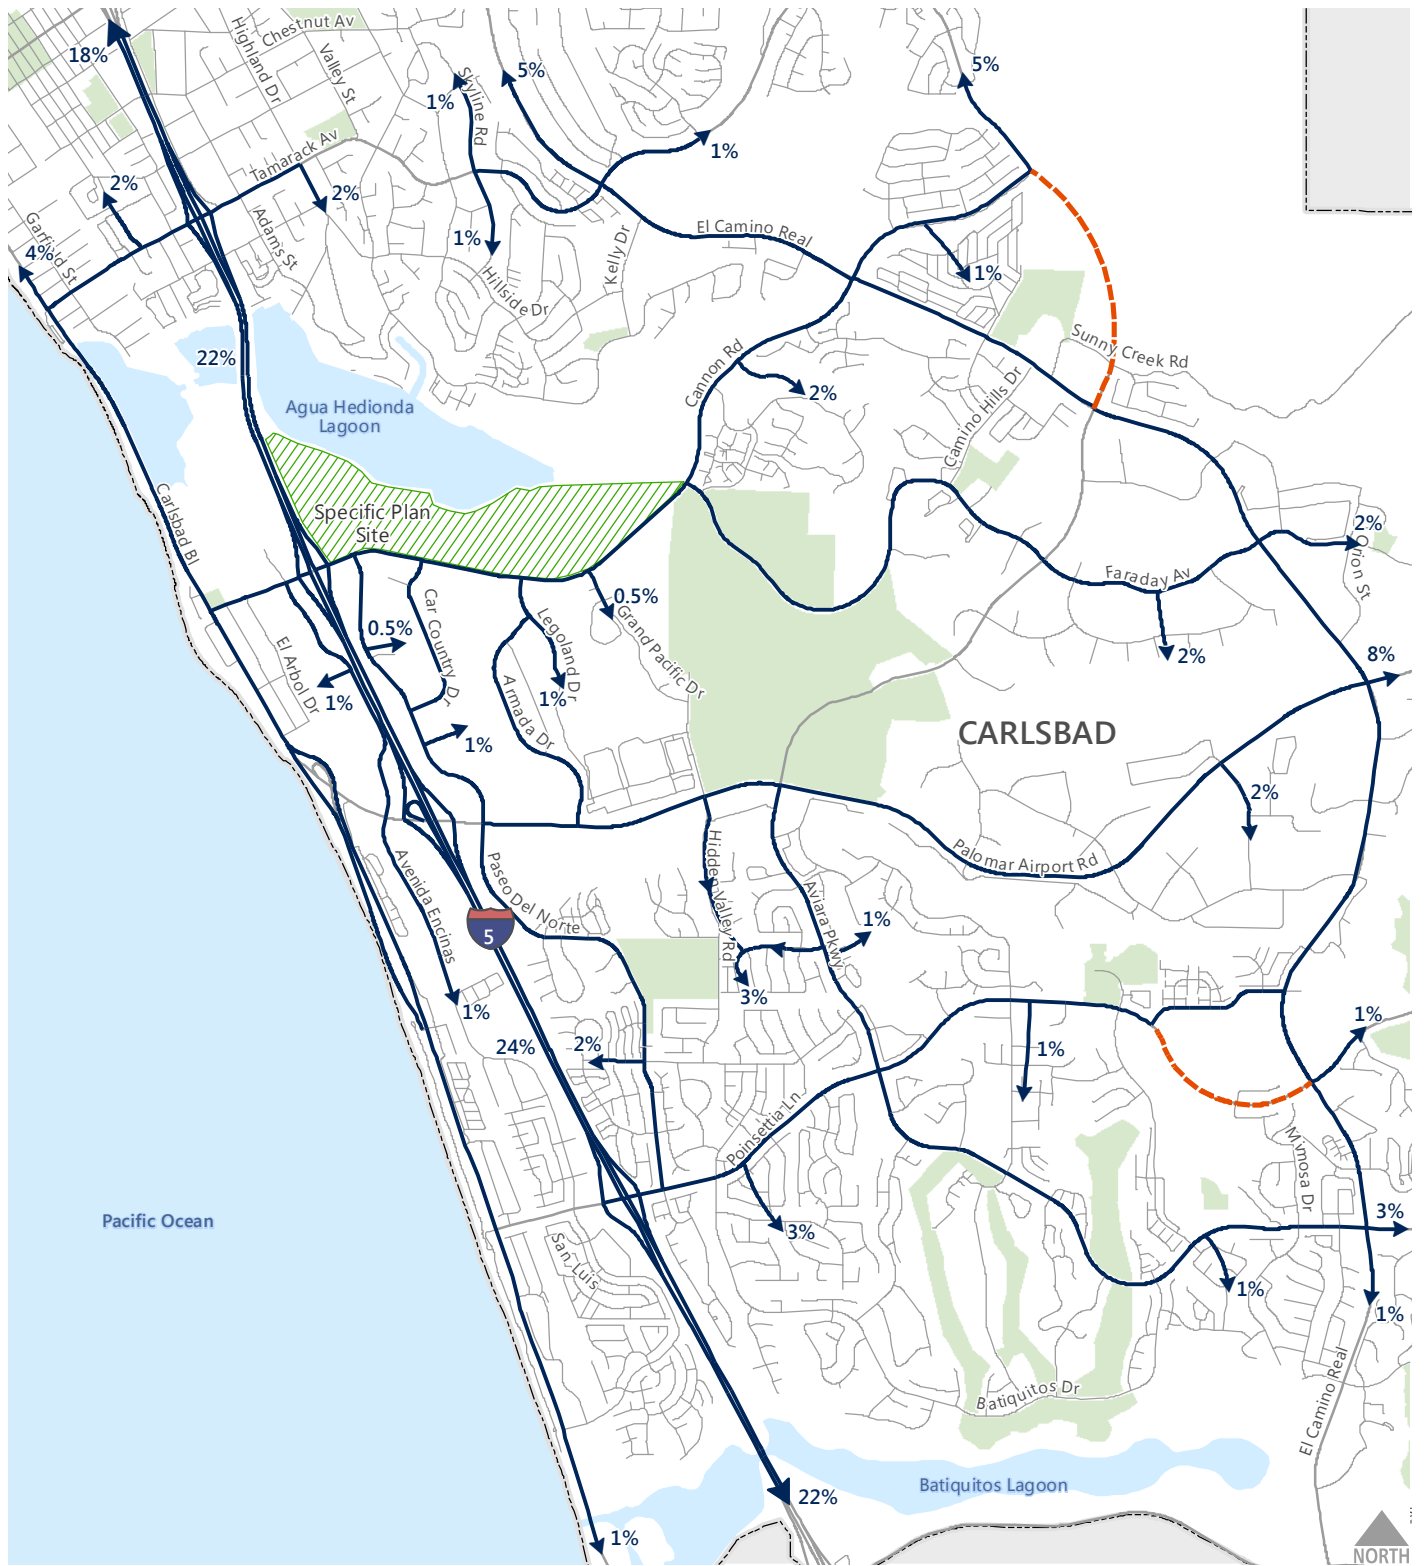 Chestnut Av
Highland Dr
Valley St
18%
Skyline Rd
5%
5%
1%
1%
Tamarack Av
2%
2%
Garfield St
Adams St
4%
1%
El Camino Real
Kelly Dr
Hillside Dr
1%
22%
Sunny Creek Rd
Cannon Rd
2%
Camino Hills Dr
Agua Hedionda
Lagoon
Carlsbad Bl
Specific Plan
Site
2%
Orion St
Faraday Av
0.5%
Car Country Dr
Legoland Dr
Grand Pacific Dr
0.5%
El Arbol Dr
2%
8%
1%
1%
Armada Dr
1%
CARLSBAD
2%
Hidden Valley Rd
Palomar Airport Rd
Avenida Encinas
Paseo Del Norte
Aviara Pkwy
5
1%
3%
1%
24%
2%
1%
1%
Poinsettia Ln
Mimosa Dr
Pacific Ocean
3%
3%
San Luis
1%
1%
El Camino Real
Batiquitos Dr
Batiquitos Lagoon
22%
1%
NORTH